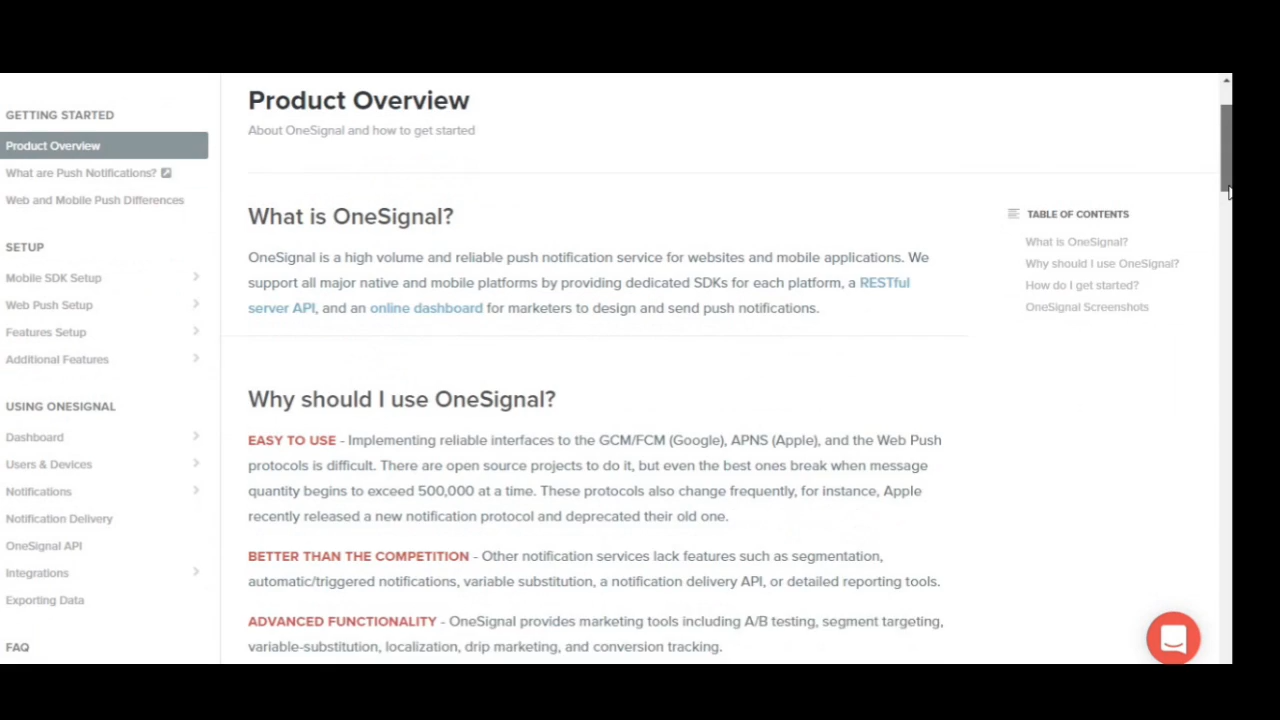 GETTING STARTED
Product Overview
What are Push Notifications?
Web and Mobile Push Differences
SETUP
Mobile SDK Setup
Web Push Setup
Features Setup
Additional Features
USING ONESIGNAL
Dashboard
Users & Devices
Notifications
Notification Delivery
OneSignal API
Integrations
Exporting Data
FAQ
Product Overview
About OneSignal and how to get started
What is OneSignal?
OneSignal is a high volume and reliable push notification service for websites and mobile applications. We
support all major native and mobile platforms by providing dedicated SDKs for each platform, a RESTful
server API, and an online dashboard for marketers to design and send push notifications.
Why should I use OneSignal?
EASY TO USE - Implementing reliable interfaces to the GCM/FCM (Google), APNS (Apple), and the Web Push
protocols is difficult. There are open source projects to do it, but even the best ones break when message
quantity begins to exceed 500,000 at a time. These protocols also change frequently, for instance, Apple
recently released a new notification protocol and deprecated their old one.
BETTER THAN THE COMPETITION - Other notification services lack features such as segmentation,
automatic/triggered notifications, variable substitution, a notification delivery API, or detailed reporting tools.
ADVANCED FUNCTIONALITY - OneSignal provides marketing tools including A/B testing, segment targeting,
variable-substitution, localization, drip marketing, and conversion tracking.
TABLE OF CONTENTS
What is OneSignal?
Why should I use OneSignal?
How do I get started?
OneSignal Screenshots